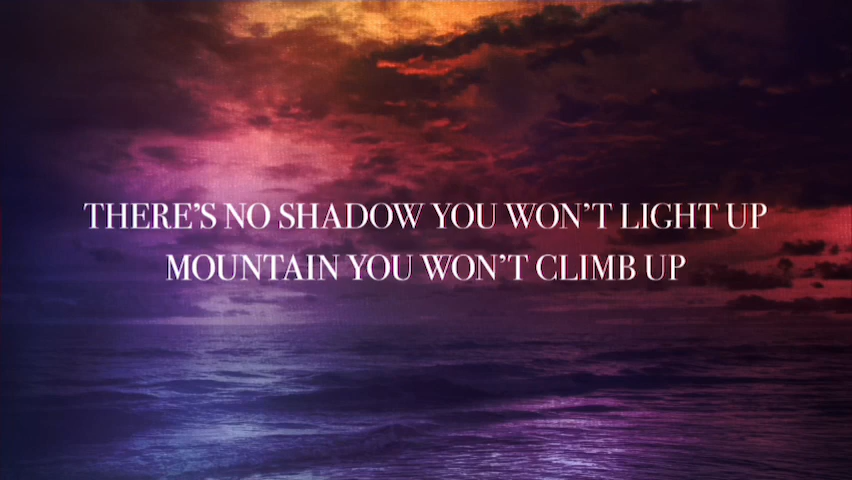 THERE’S NO SHADOW YOU WON’T LIGHT UP
MOUNTAIN YOU WON’T CLIMB UP